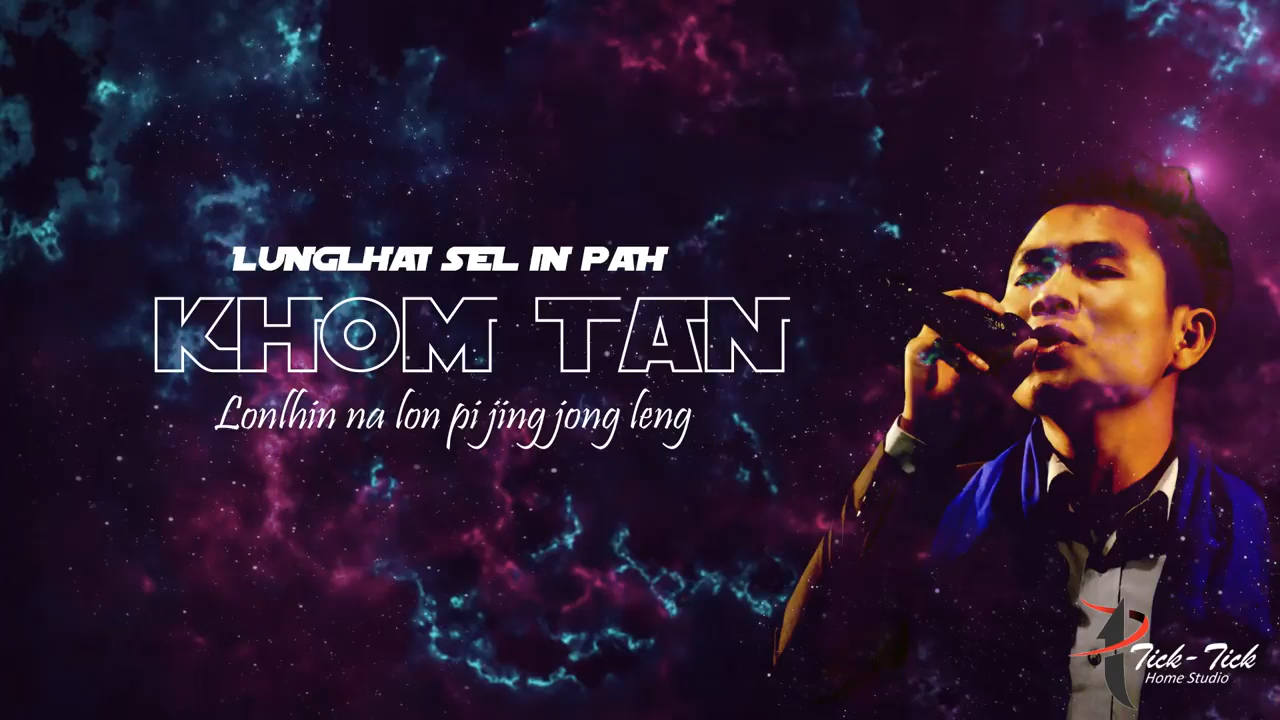 LUNGLHAT SEL IN PAH
KHOM TAN
Lonlhin na lon pi jing jong leng
Tick-Tick
Home Studio